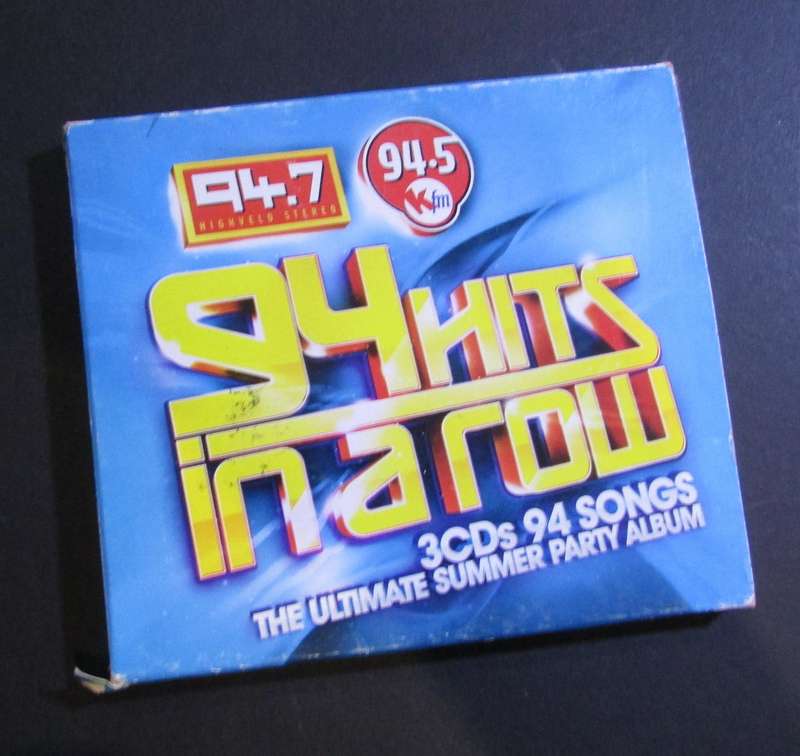 94.7
HIGHVELD STEREO
94.5
Kfm
94 HITS
in a row
3CDs 94 SONGS
THE ULTIMATE SUMMER PARTY ALBUM